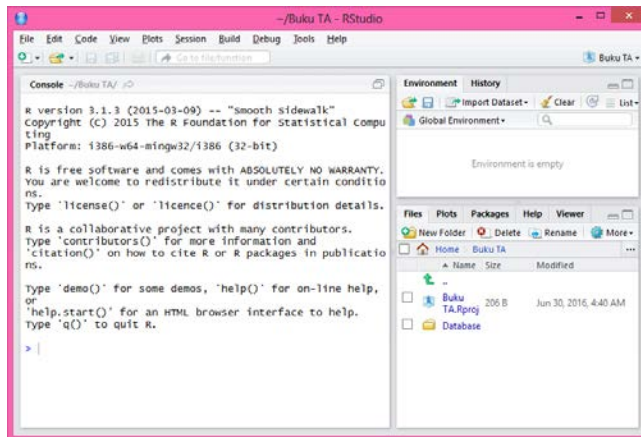 ~/Buku TA - RStudio
File Edit Code View Plots Session Build Debug Tools Help
Go to file/function
Buku TA
Console ~/Buku TA/
R version 3.1.3 (2015-03-09) -- "Smooth Sidewalk"
Copyright (C) 2015 The R Foundation for Statistical Compu
ting
Platform: i386-w64-mingw32/i386 (32-bit)
R is free software and comes with ABSOLUTELY NO WARRANTY.
You are welcome to redistribute it under certain conditio
ns.
Type 'license()' or 'licence()' for distribution details.
R is a collaborative project with many contributors.
Type 'contributors()' for more information and
'citation()' on how to cite R or R packages in publicatio
ns.
Type 'demo()' for some demos, 'help()' for on-line help,
or
'help.start()' for an HTML browser interface to help.
Type 'q()' to quit R.
>
Environment History
Import Dataset Clear List
Global Environment
Environment is empty
Files Plots Packages Help Viewer
New Folder Delete Rename More
Home Buku TA
Name Size Modified
..
Buku
TA.Rproj 206 B Jun 30, 2016, 4:40 AM
Database